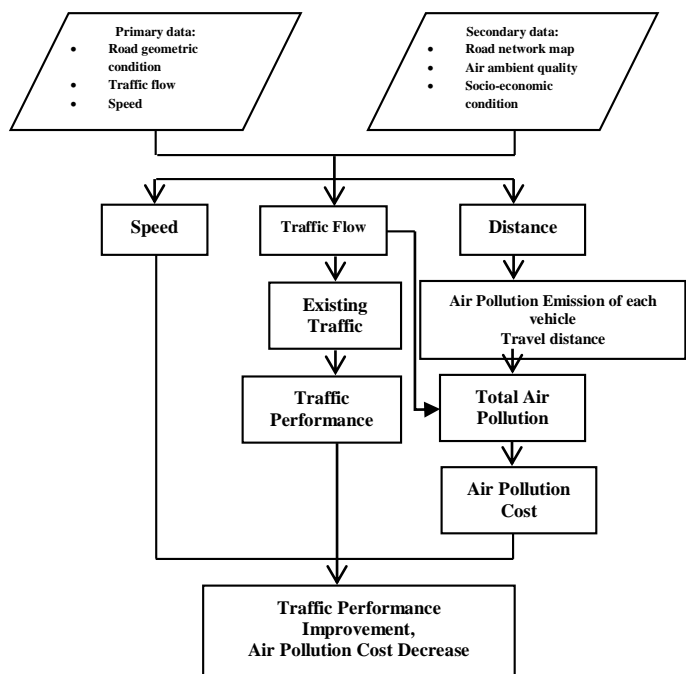 Primary data:
• Road geometric
condition
• Traffic flow
• Speed
Secondary data:
• Road network map
• Air ambient quality
• Socio-economic
condition
Speed
Traffic Flow
Distance
Existing
Traffic
Air Pollution Emission of each
vehicle
Travel distance
Traffic
Performance
Total Air
Pollution
Air Pollution
Cost
Traffic Performance
Improvement,
Air Pollution Cost Decrease